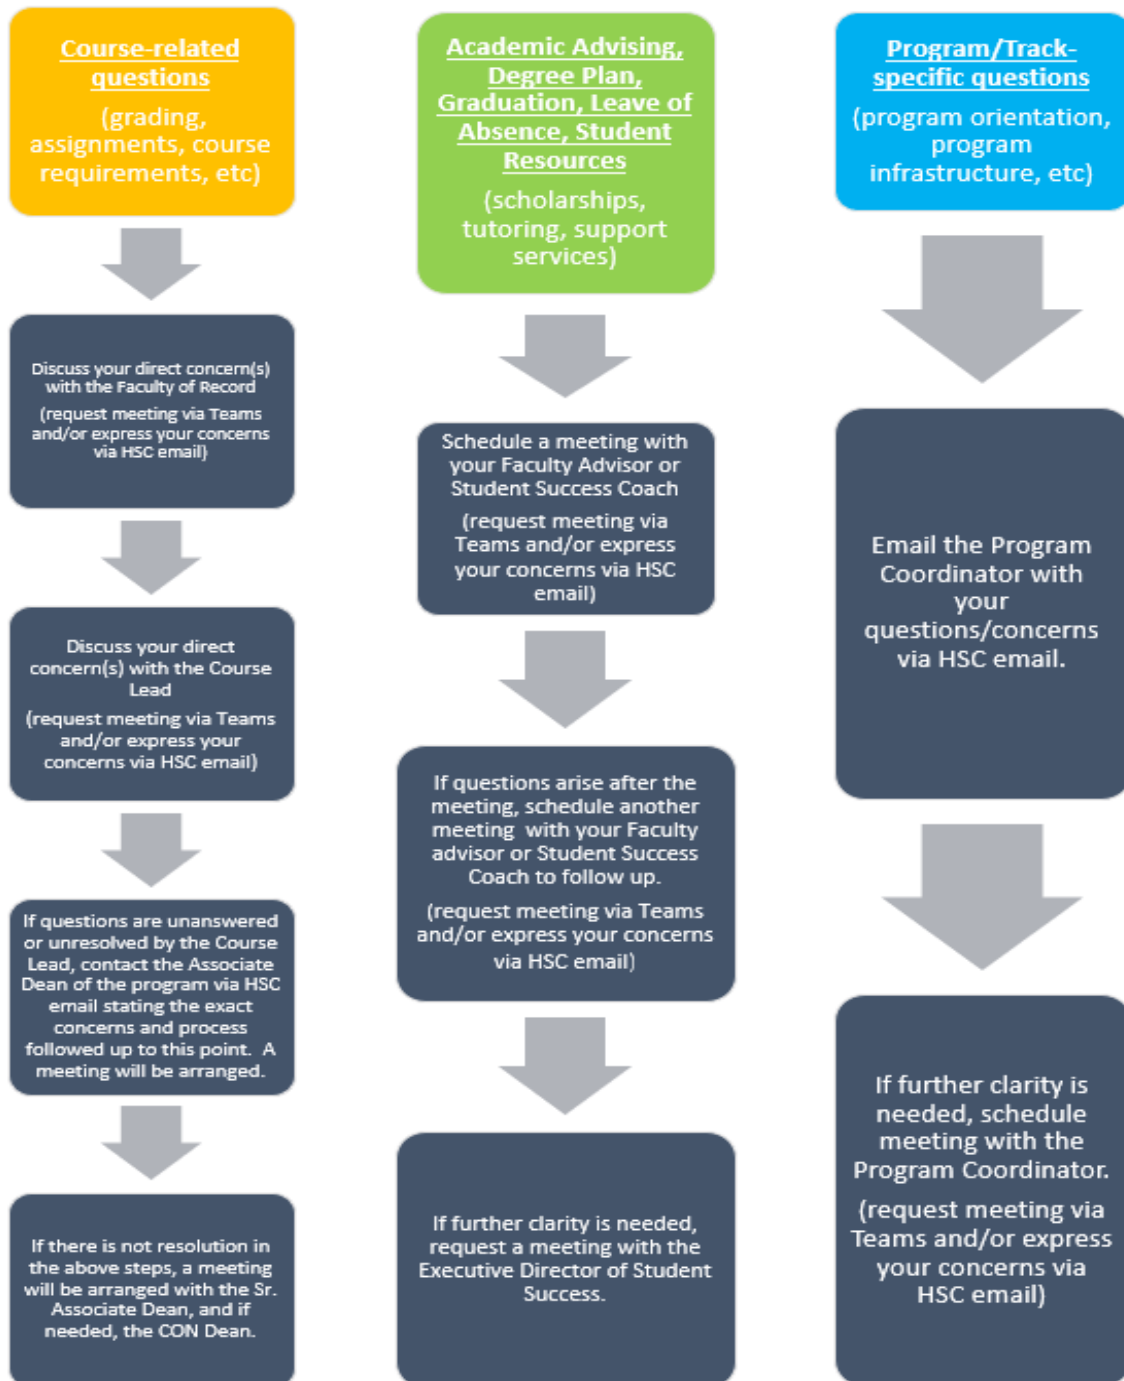 Course-related
questions
(grading,
assignments, course
requirements, etc)
Discuss your direct concern(s)
with the Faculty of Record
(request meeting via Teams
and/or express your concerns
via HSC email)
Discuss your direct
concern(s) with the Course
Lead
(request meeting via Teams
and/or express your
concerns via HSC email)
If questions are unanswered
or unresolved by the Course
Lead, contact the Associate
Dean of the program via HSC
email stating the exact
concerns and process
followed up to this point.  A
meeting will be arranged.
If there is not resolution in
the above steps, a meeting
will be arranged with the Sr.
Associate Dean, and if
needed, the CON Dean.
Academic Advising,
Degree Plan,
Graduation, Leave of
Absence, Student
Resources
(scholarships,
tutoring, support
services)
Schedule a meeting with
your Faculty Advisor or
Student Success Coach
(request meeting via
Teams and/or express
your concerns via HSC
email)
If questions arise after the
meeting, schedule another
meeting  with your Faculty
advisor or Student Success
Coach to follow up.
(request meeting via Teams
and/or express your concerns
via HSC email)
If further clarity is needed,
request a meeting with the
Executive Director of Student
Success.
Program/Track-
specific questions
(program orientation,
program
infrastructure, etc)
Email the Program
Coordinator with
your
questions/concerns
via HSC email.
If further clarity is
needed, schedule
meeting with the
Program Coordinator.
(request meeting via
Teams and/or express
your concerns via
HSC email)